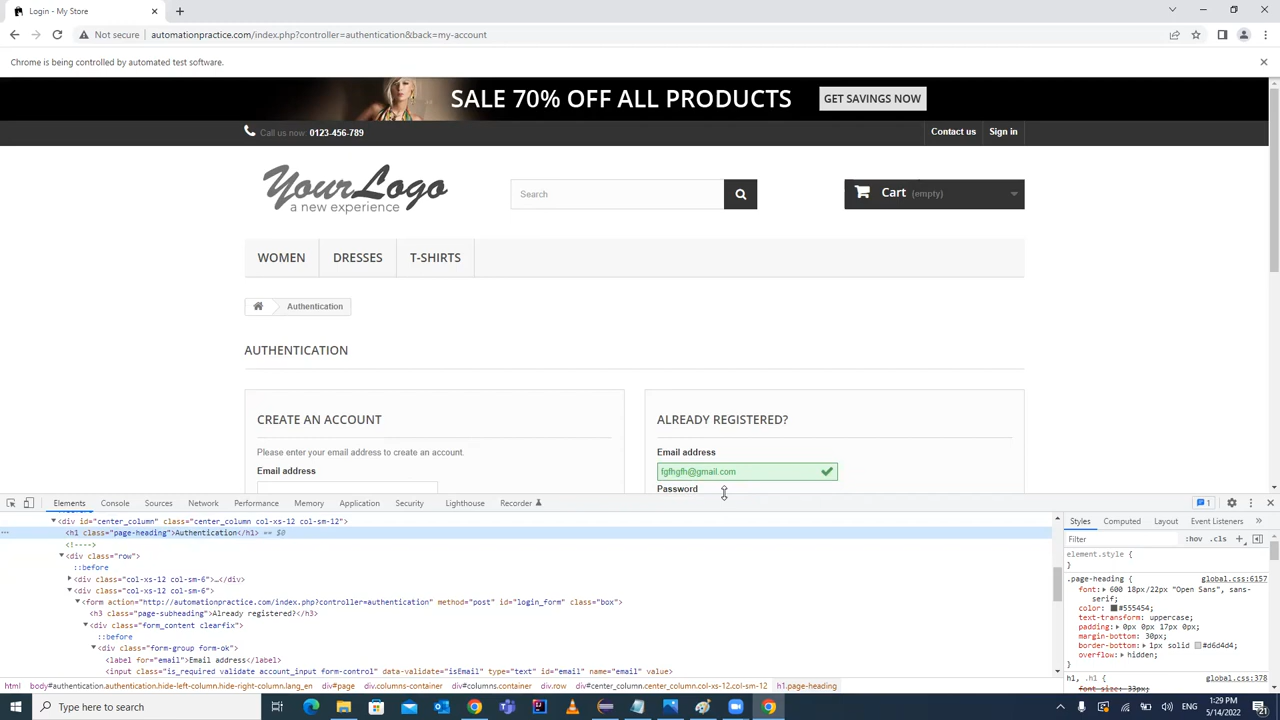 Login - My Store
Not secure automationpractice.com/index.php?controller=authentication&back=my-account
Chrome is being controlled by automated test software.
SALE 70% OFF ALL PRODUCTS GET SAVINGS NOW
Call us now: 0123-456-789 Contact us Sign in
YourLogo
a new experience
Search
Cart (empty)
WOMEN DRESSES T-SHIRTS
Authentication
AUTHENTICATION
CREATE AN ACCOUNT
Please enter your email address to create an account.
Email address
ALREADY REGISTERED?
Email address
fgfhgfh@gmail.com
Password
Elements Console Sources Network Performance Memory Application Security Lighthouse Recorder 1
<div id="center_column" class="center_column col-xs-12 col-sm-12">
<h1 class="page-heading">Authentication</h1> == $0
<!---->
<div class="row">
::before
<div class="col-xs-12 col-sm-6">…</div>
<div class="col-xs-12 col-sm-6">
<form action="http://automationpractice.com/index.php?controller=authentication" method="post" id="login_form" class="box">
<h3 class="page-subheading">Already registered?</h3>
<div class="form_content clearfix">
::before
<div class="form-group form-ok">
<label for="email">Email address</label>
<input class="is_required validate account_input form-control" data-validate="isEmail" type="text" id="email" name="email" value>
html body#authentication.authentication.hide-left-column.hide-right-column.lang_en div#page div.columns-container div#columns.container div.row div#center_column.center_column.col-xs-12.col-sm-12 h1.page-heading
Styles Computed Layout Event Listeners »
Filter :hov .cls +
element.style {
}
.page-heading { global.css:6157
font: 600 18px/22px "Open Sans", sans-
serif;
color: #555454;
text-transform: uppercase;
padding: 0px 0px 17px 0px;
margin-bottom: 30px;
border-bottom: 1px solid #d6d4d4;
overflow: hidden;
}
h1, .h1 { global.css:378
font-size: 33px;
Type here to search
1:29 PM
5/14/2022
21